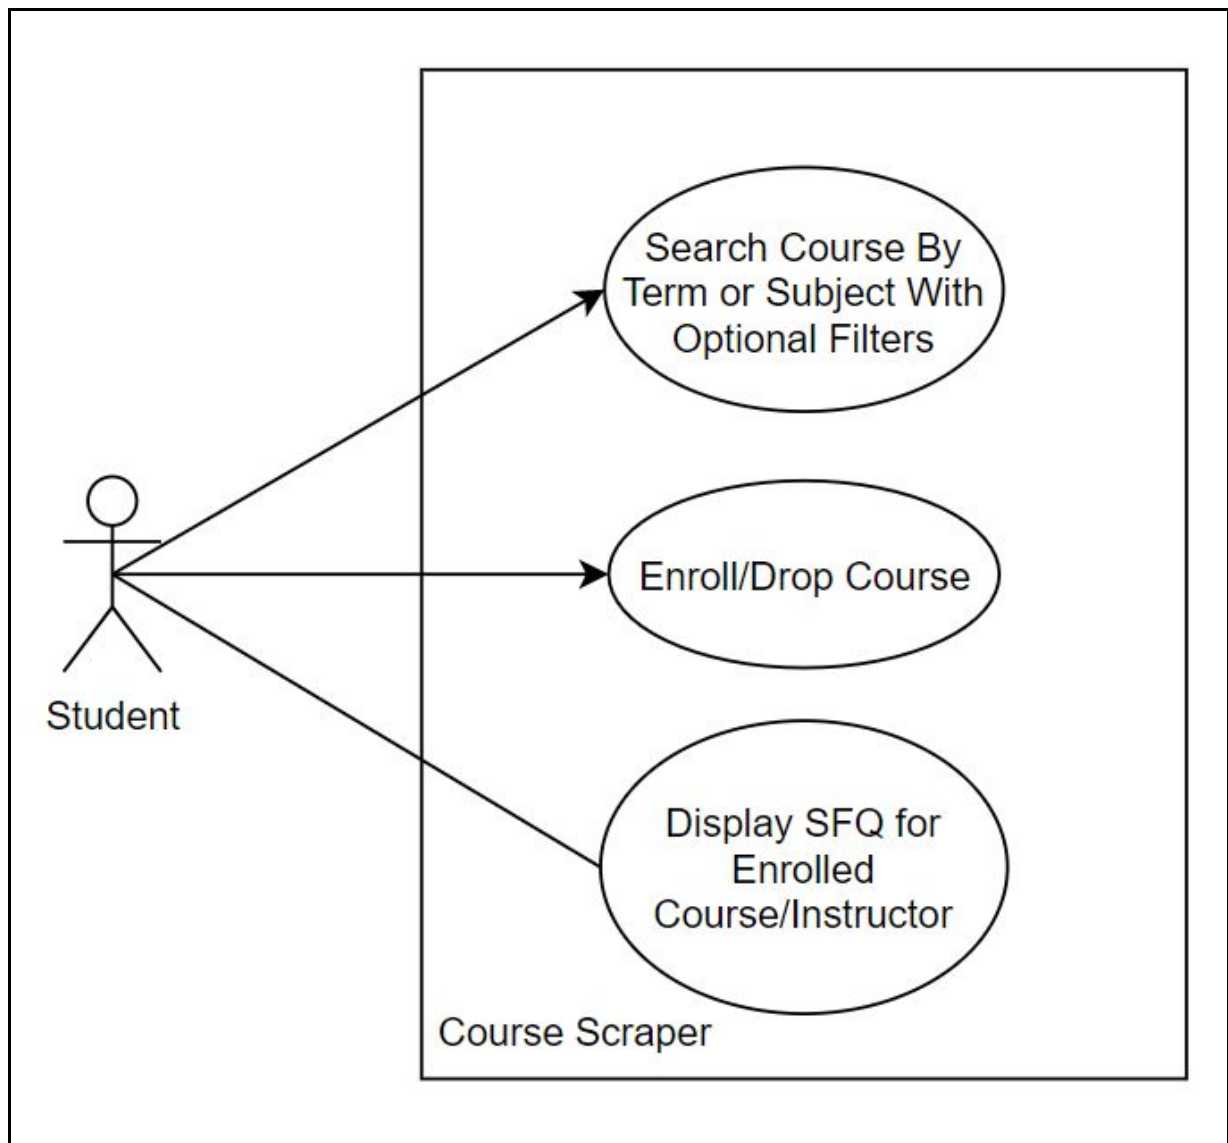 Search Course By
Term or Subject With
Optional Filters
Enroll/Drop Course
Student
Display SFQ for
Enrolled
Course/Instructor
Course Scraper